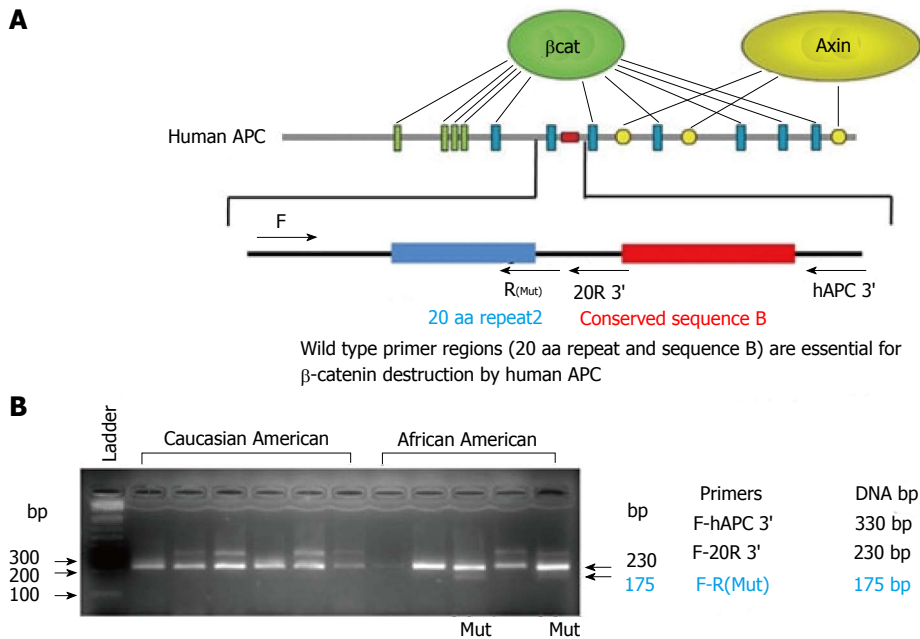 A
βcat
Axin
Human APC
F
R(Mut)
20R 3'
hAPC 3'
20 aa repeat2
Conserved sequence B
Wild type primer regions (20 aa repeat and sequence B) are essential for
β-catenin destruction by human APC
B
Ladder
Caucasian American
African American
bp
bp
Primers
DNA bp
F-hAPC 3'
330 bp
300
230
F-20R 3'
230 bp
200
175
F-R(Mut)
175 bp
100
Mut
Mut